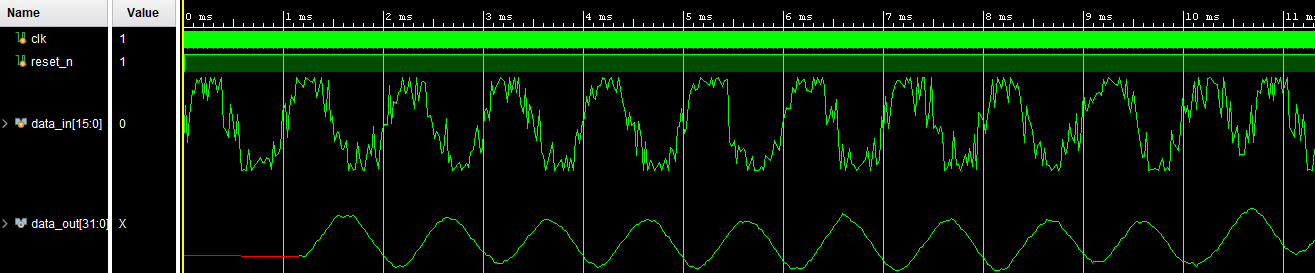 Name Value 0 ms 1 ms 2 ms 3 ms 4 ms 5 ms 6 ms 7 ms 8 ms 9 ms 10 ms 11
clk 1
reset_n 1
data_in[15:0] 0
data_out[31:0] X